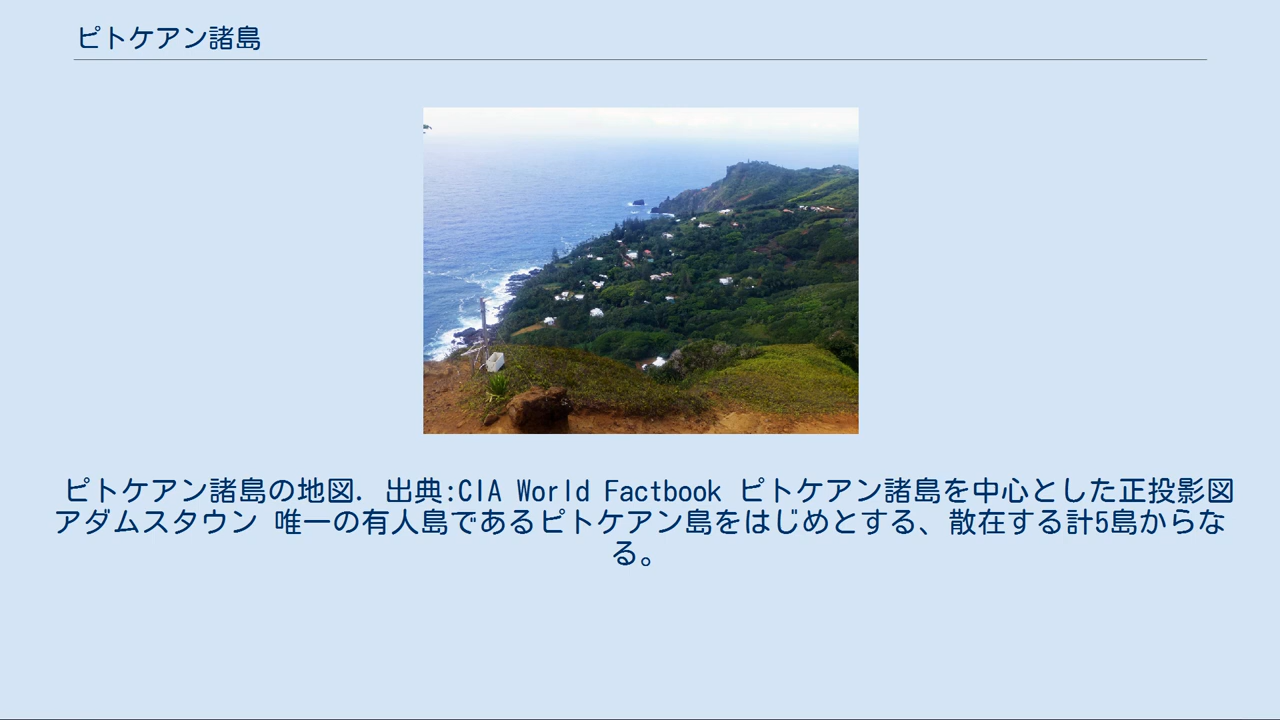 ピトケアン諸島
ピトケアン諸島の地図. 出典:CIA World Factbook ピトケアン諸島を中心とした正投影図
アダムスタウン 唯一の有人島であるピトケアン島をはじめとする、散在する計5島からな
る。